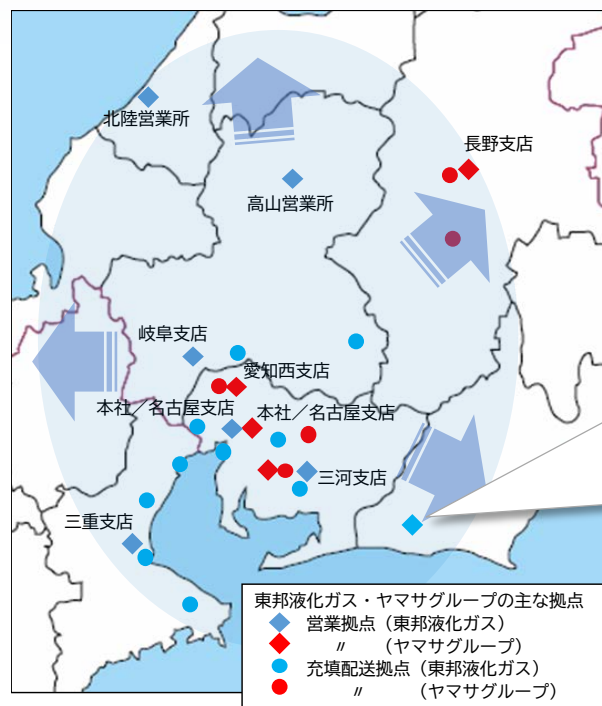 北陸営業所
長野支店
高山営業所
岐阜支店
愛知西支店
本社／名古屋支店
本社／名古屋支店
三河支店
三重支店
東邦液化ガス・ヤマサグループの主な拠点
営業拠点（東邦液化ガス）
〃　（ヤマサグループ）
充填配送拠点（東邦液化ガス）
〃　（ヤマサグループ）